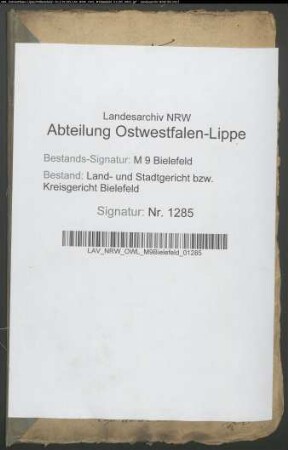 Landesarchiv NRW
Abteilung Ostwestfalen-Lippe
Bestands-Signatur: M 9 Bielefeld
Bestand: Land- und Stadtgericht bzw.
Kreisgericht Bielefeld
Signatur: Nr. 1285
LAV_NRW_OWL_M9Bielefeld_01285